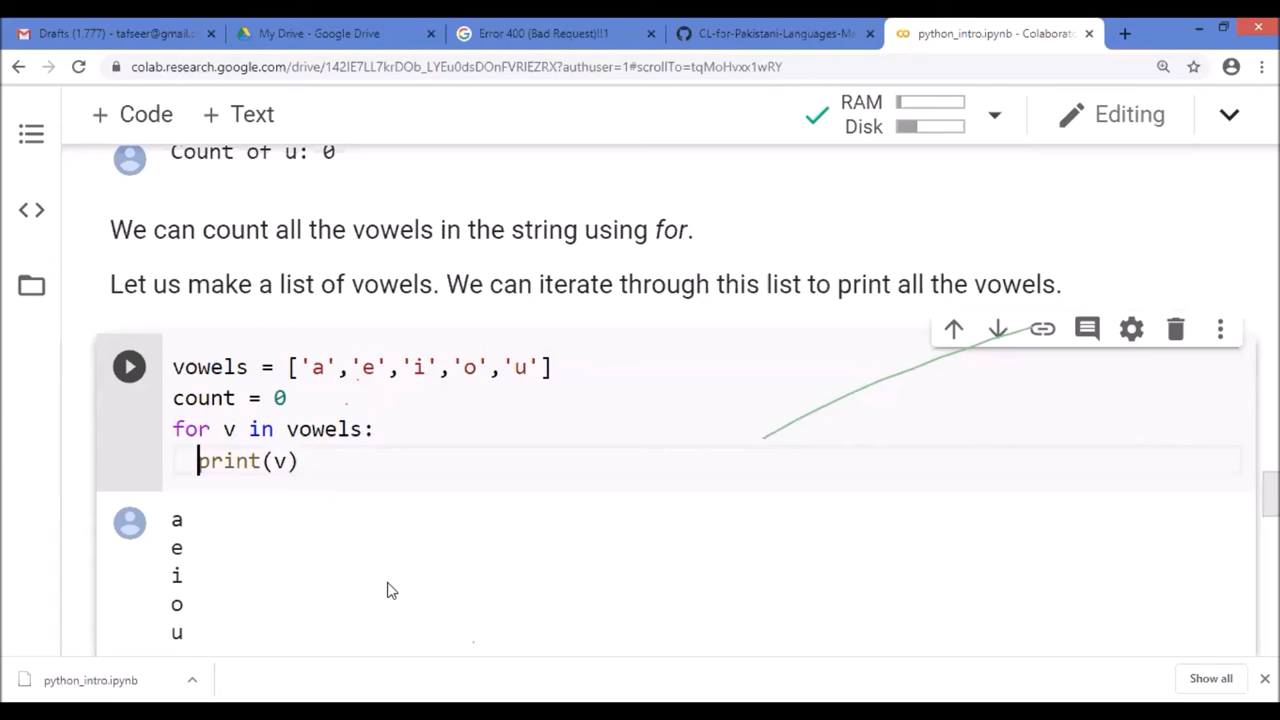 Drafts (1,777) - tafseer@gmail.c
My Drive - Google Drive
Error 400 (Bad Request)!!1
CL-for-Pakistani-Languages-Ma
python_intro.ipynb - Colaborato
colab.research.google.com/drive/142IE7LL7krDOb_LYEu0dsDOnFVRIEZRX?authuser=1#scrollTo=tqMoHvxx1wRY
+ Code + Text
RAM
Disk
Editing
Count of u: 0
We can count all the vowels in the string using for.
Let us make a list of vowels. We can iterate through this list to print all the vowels.
vowels = ['a','e','i','o','u']
count = 0
for v in vowels:
print(v)
a
e
i
o
u
python_intro.ipynb
Show all